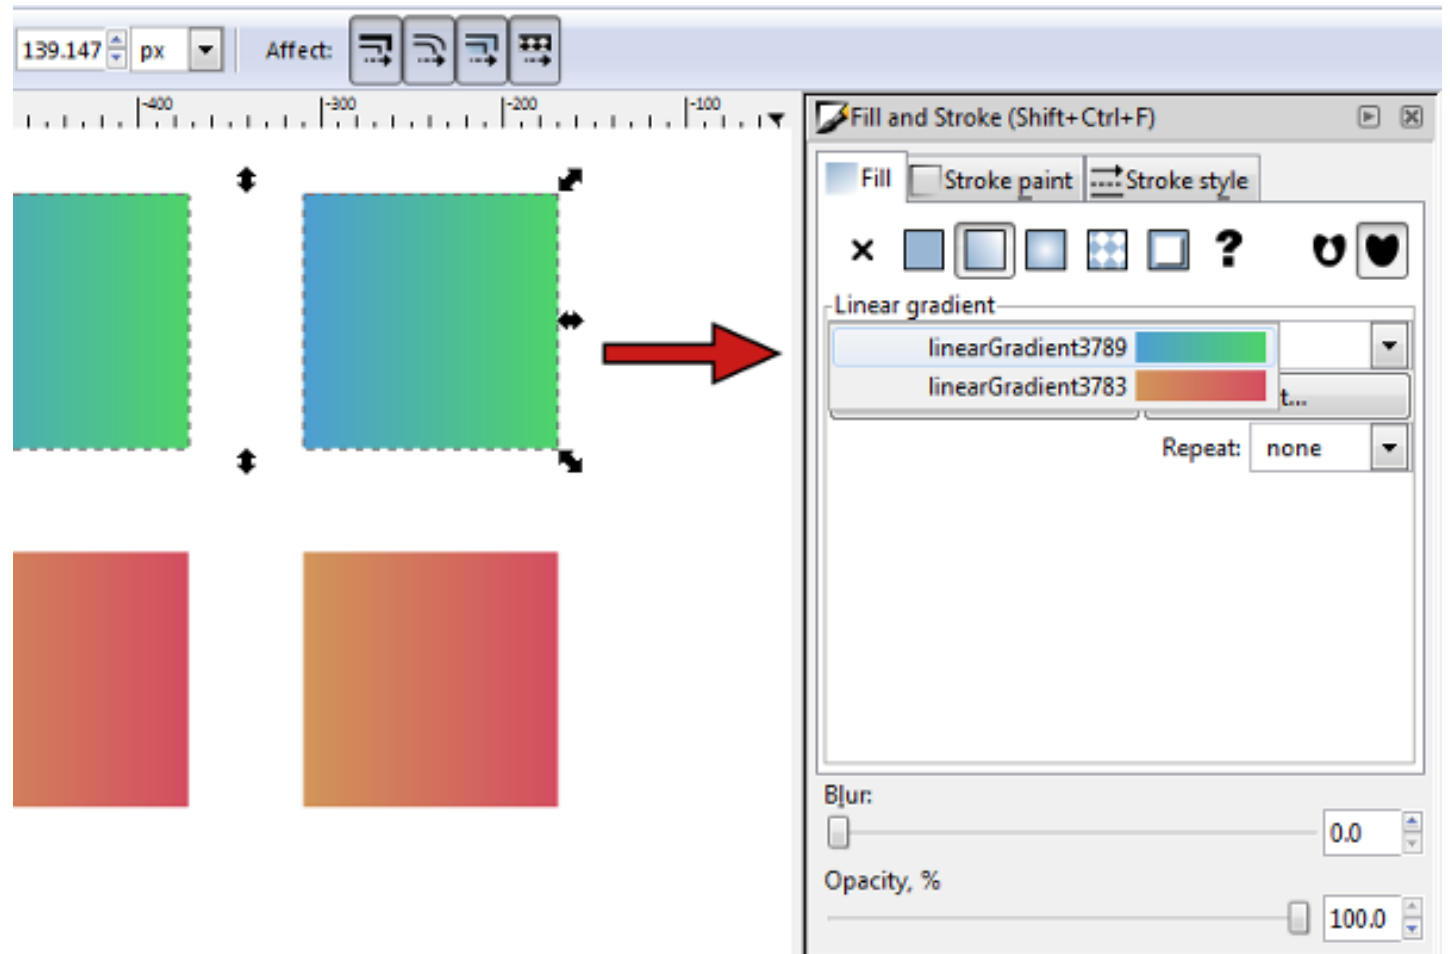 139.147 px Affect:
-400 -300 -200 -100
Fill and Stroke (Shift+Ctrl+F)
Fill Stroke paint Stroke style
?
Linear gradient
linearGradient3789
linearGradient3783
t...
Repeat: none
Blur:
0.0
Opacity, %
100.0